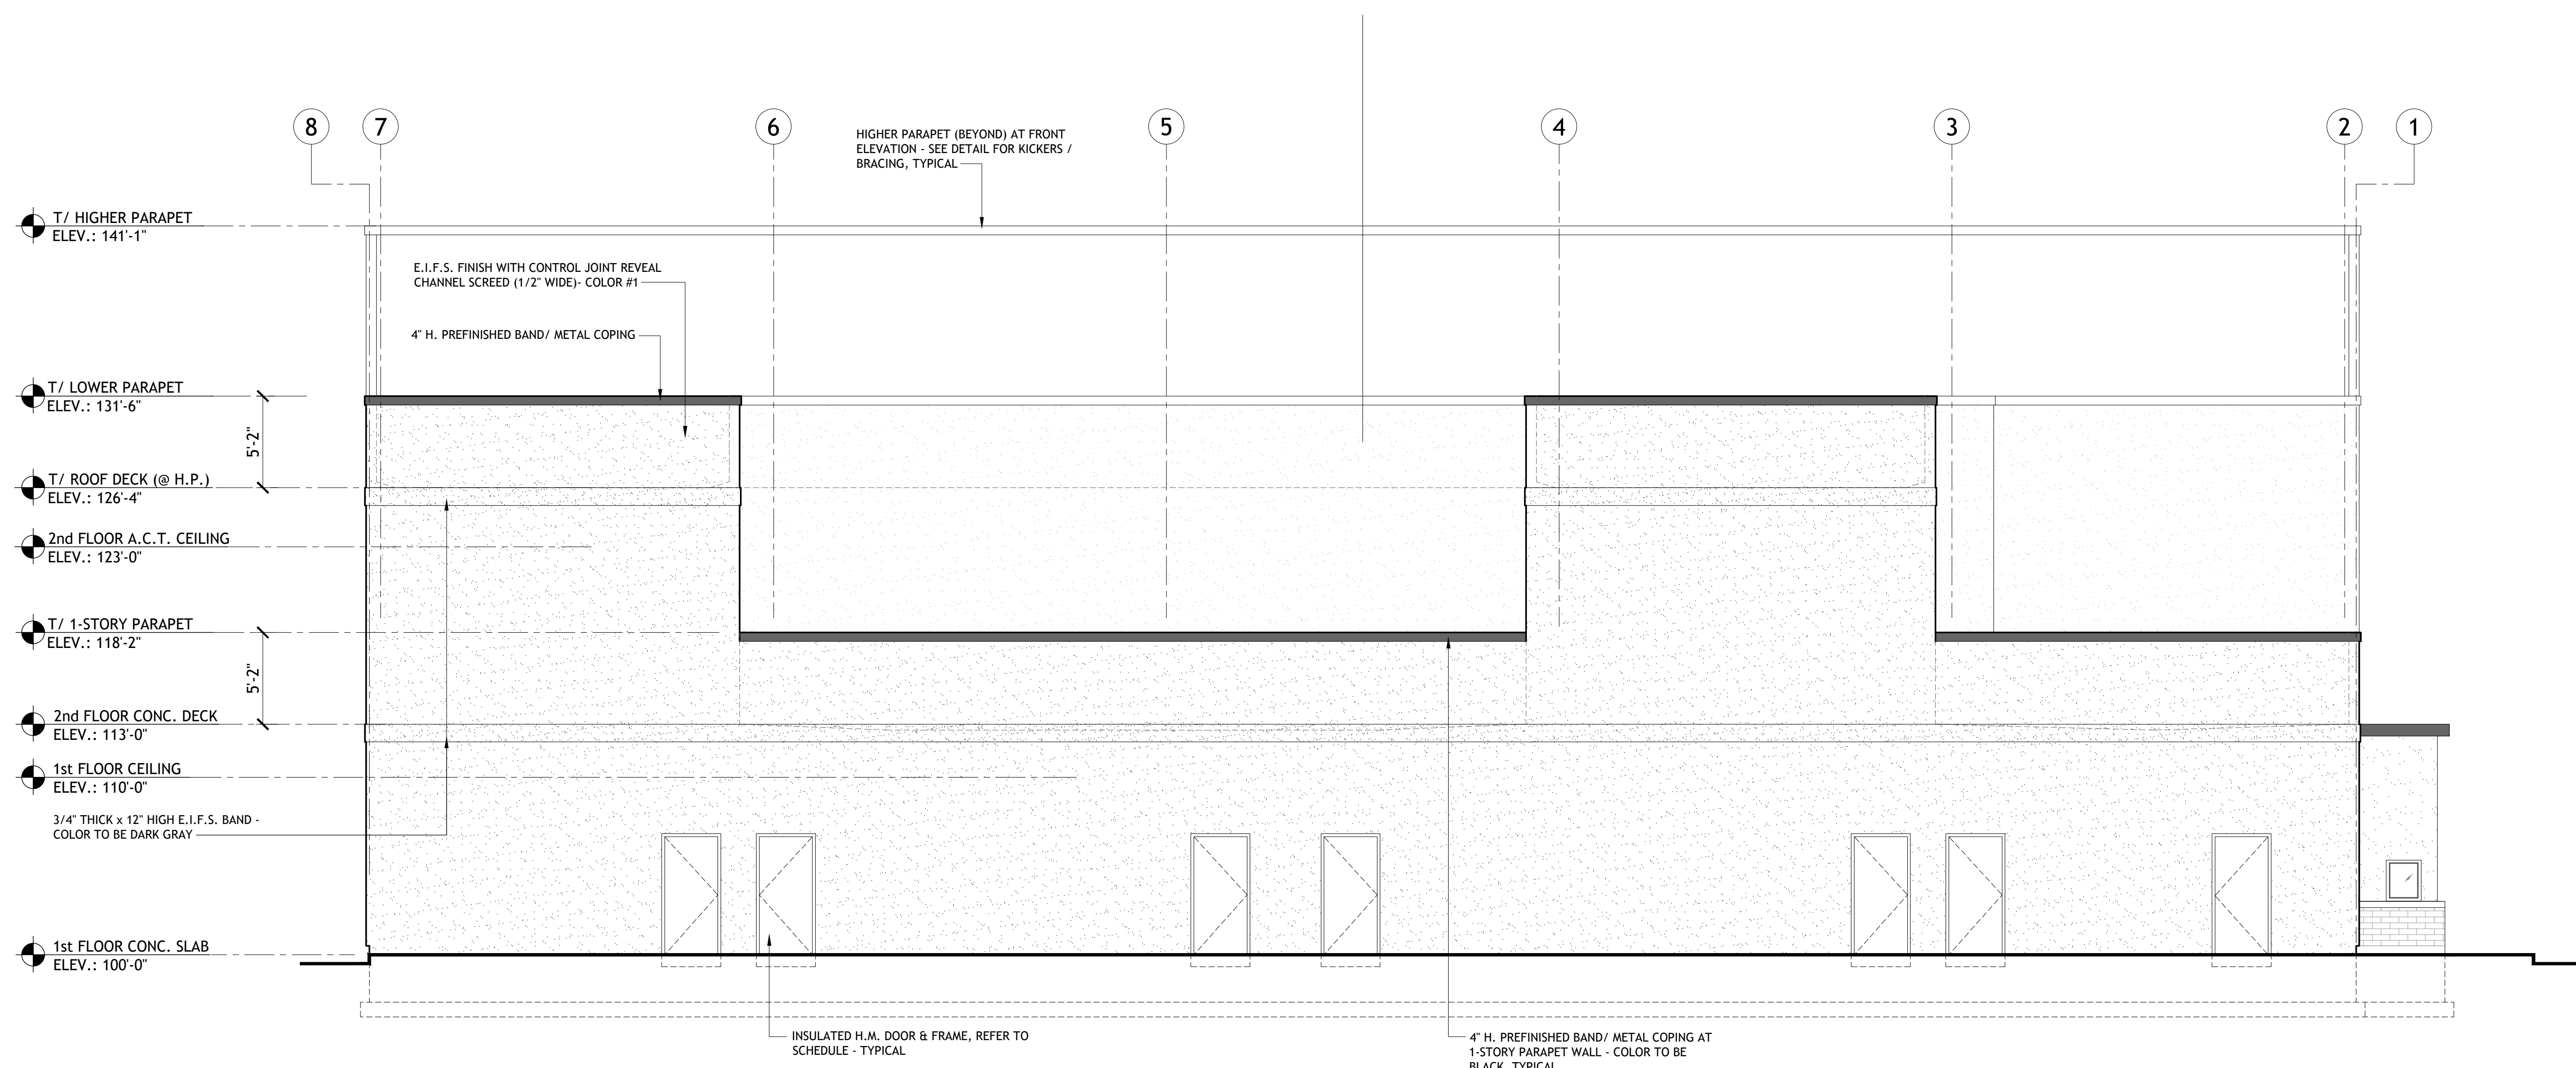 8
7
6
5
4
3
2
1
HIGHER PARAPET (BEYOND) AT FRONT
ELEVATION - SEE DETAIL FOR KICKERS /
BRACING, TYPICAL
T/ HIGHER PARAPET
ELEV.: 141'-1"
E.I.F.S. FINISH WITH CONTROL JOINT REVEAL
CHANNEL SCREED (1/2" WIDE)- COLOR #1
4" H. PREFINISHED BAND/ METAL COPING
T/ LOWER PARAPET
ELEV.: 131'-6"
5'-2"
T/ ROOF DECK (@ H.P.)
ELEV.: 126'-4"
2nd FLOOR A.C.T. CEILING
ELEV.: 123'-0"
T/ 1-STORY PARAPET
ELEV.: 118'-2"
5'-2"
2nd FLOOR CONC. DECK
ELEV.: 113'-0"
1st FLOOR CEILING
ELEV.: 110'-0"
3/4" THICK x 12" HIGH E.I.F.S. BAND -
COLOR TO BE DARK GRAY
1st FLOOR CONC. SLAB
ELEV.: 100'-0"
INSULATED H.M. DOOR & FRAME, REFER TO
SCHEDULE - TYPICAL
4" H. PREFINISHED BAND/ METAL COPING AT
1-STORY PARAPET WALL - COLOR TO BE
BLACK, TYPICAL